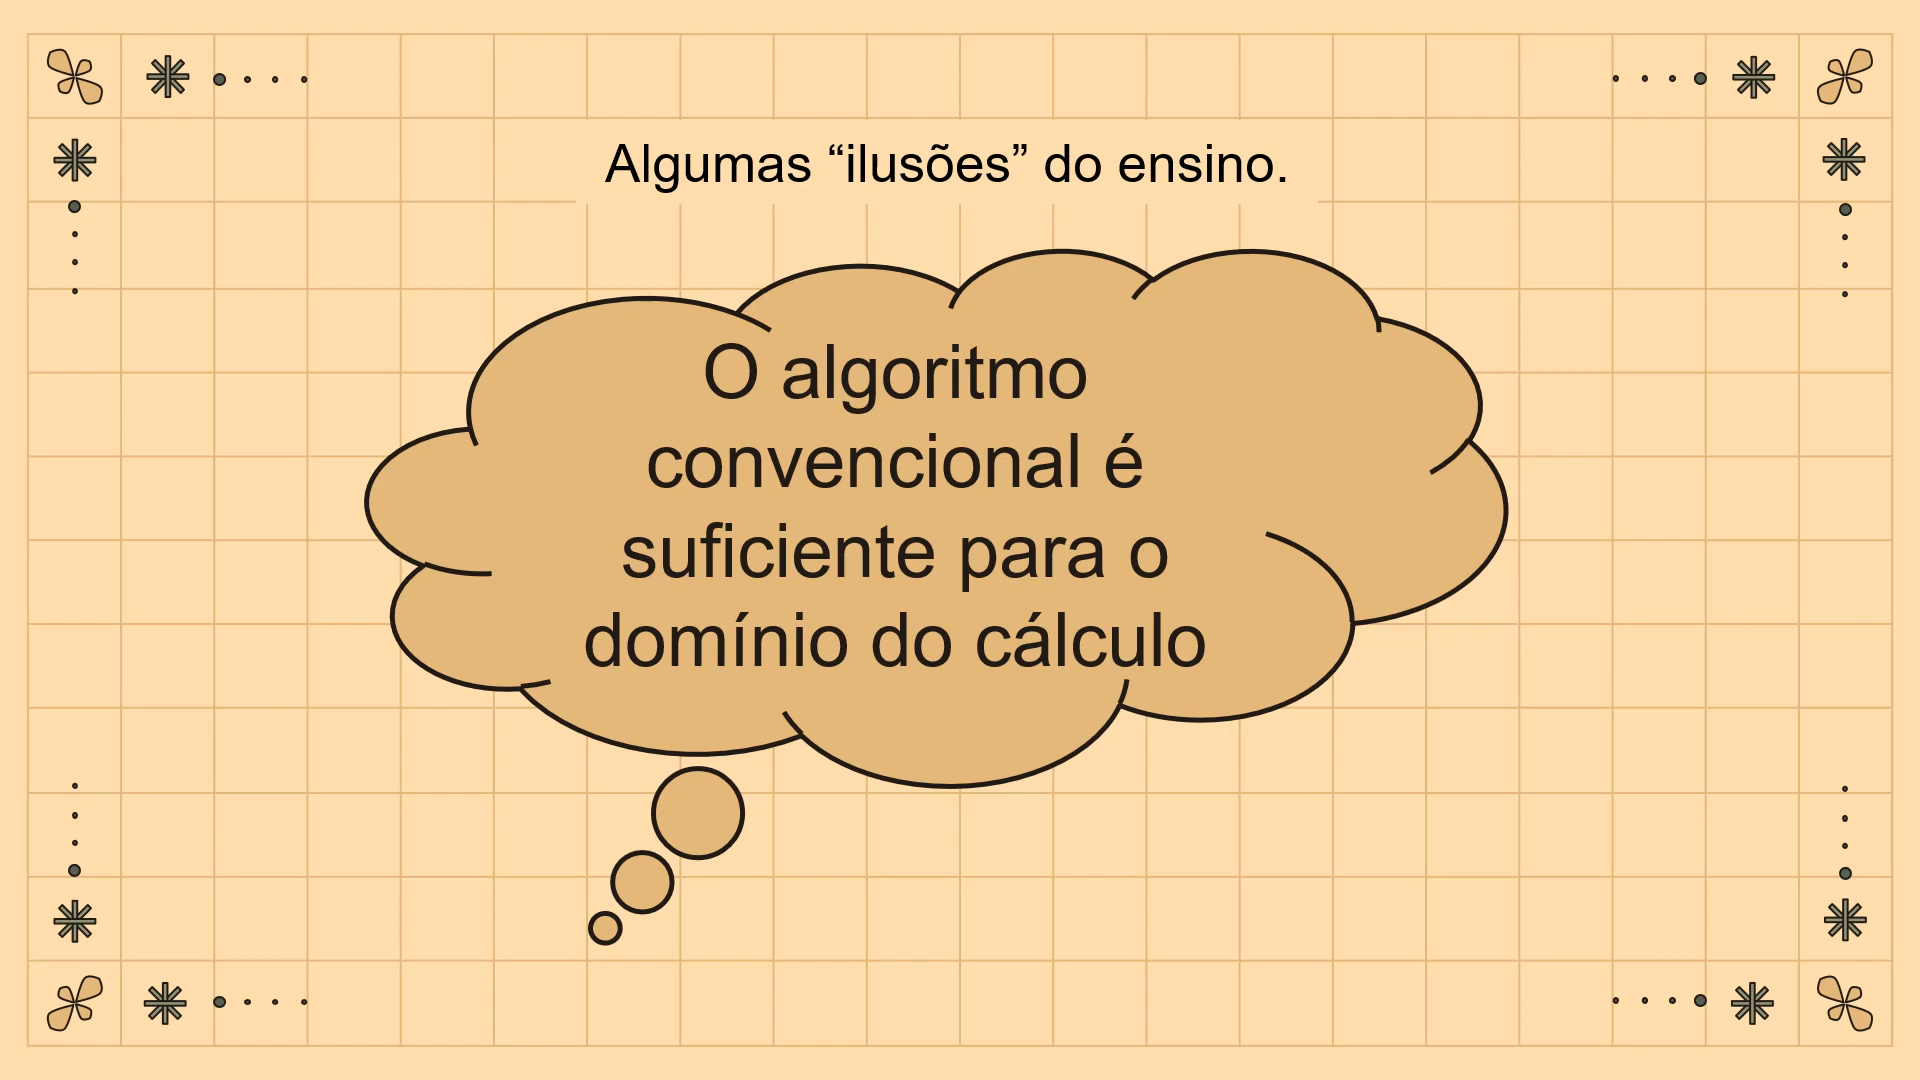 Algumas “ilusões” do ensino.
O algoritmo
convencional é
suficiente para o
domínio do cálculo